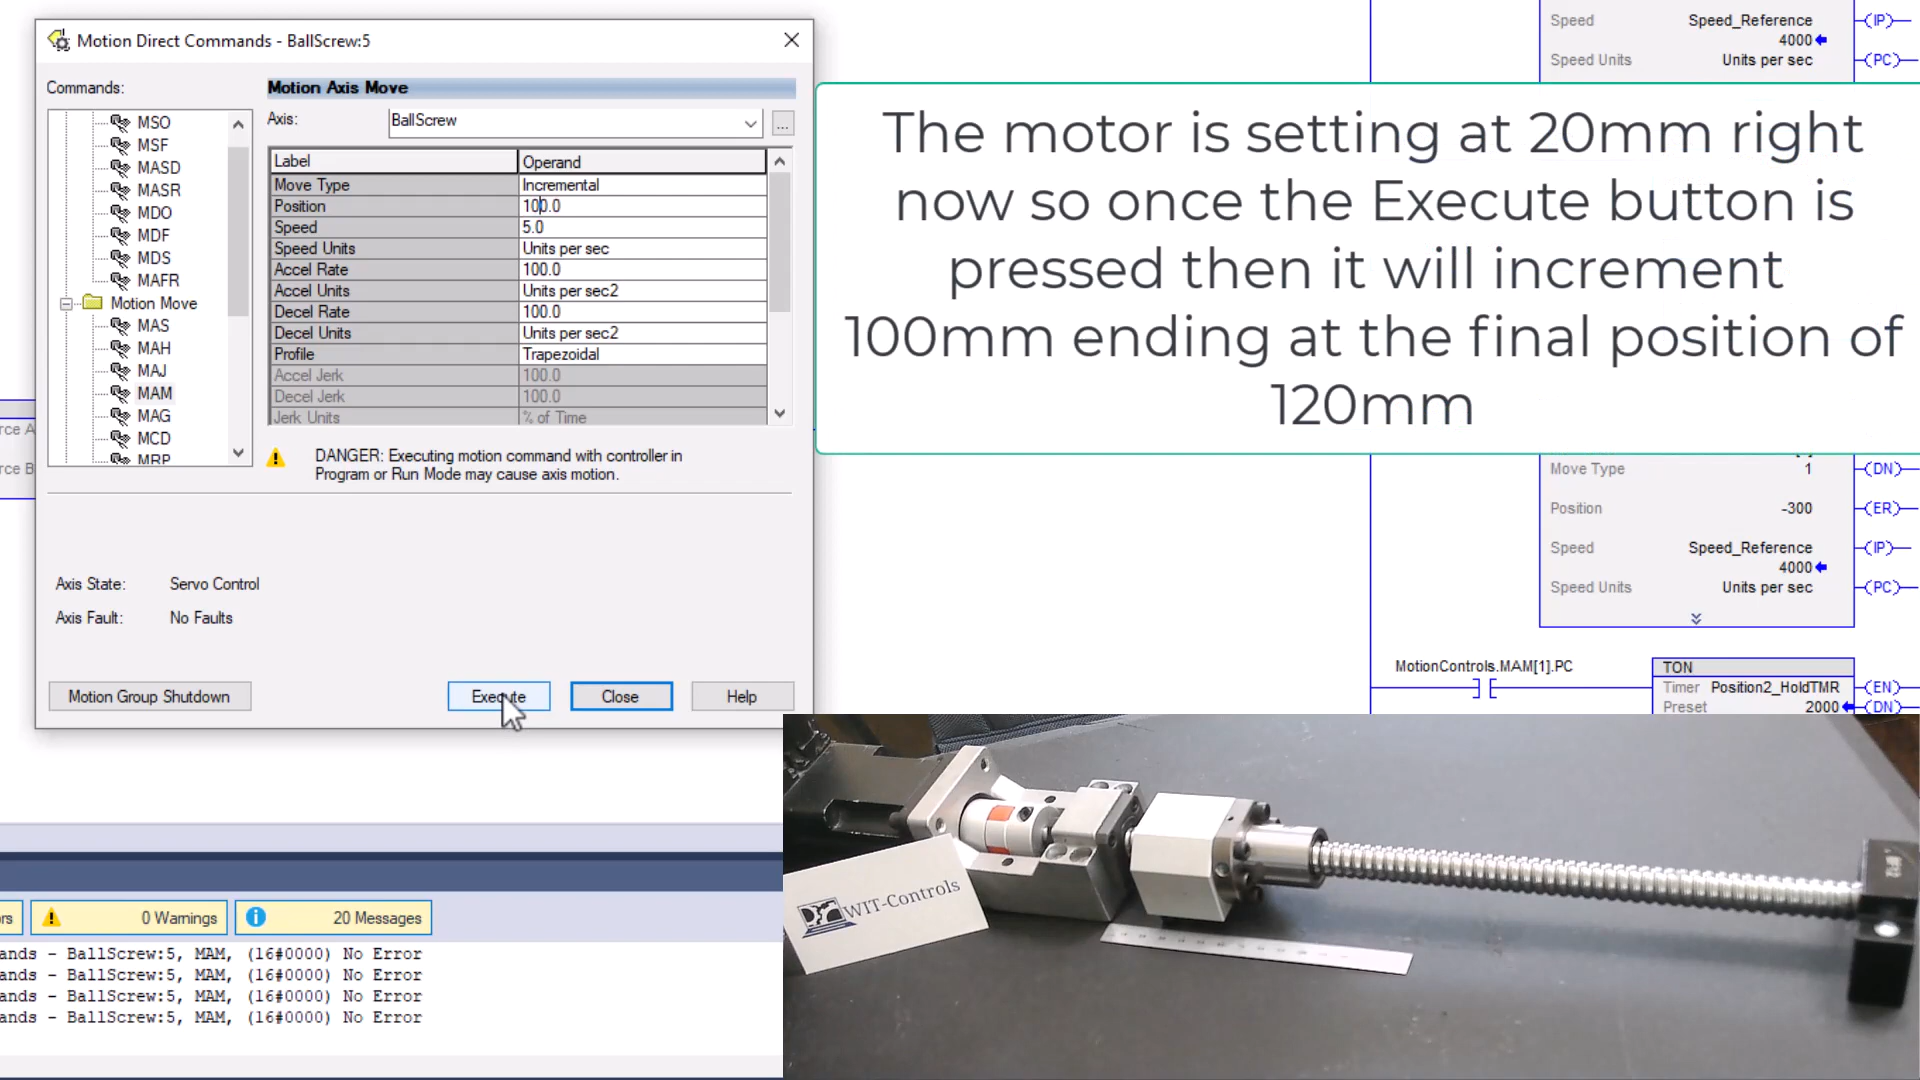 Motion Direct Commands - BallScrew:5
Commands:
MSO
MSF
MASD
MASR
MDO
MDF
MDS
MAFR
Motion Move
MAS
MAH
MAJ
MAM
MAG
MCD
MRP
Motion Axis Move
Axis:
BallScrew
...
Label Operand
Move Type Incremental
Position 100.0
Speed 5.0
Speed Units Units per sec
Accel Rate 100.0
Accel Units Units per sec2
Decel Rate 100.0
Decel Units Units per sec2
Profile Trapezoidal
Accel Jerk 100.0
Decel Jerk 100.0
Jerk Units % of Time
DANGER: Executing motion command with controller in
Program or Run Mode may cause axis motion.
Axis State: Servo Control
Axis Fault: No Faults
Motion Group Shutdown
Execute
Close
Help
Speed Speed_Reference
4000
Speed Units Units per sec
(IP)
(PC)
The motor is setting at 20mm right
now so once the Execute button is
pressed then it will increment
100mm ending at the final position of
120mm
rce A
rce B
Move Type 1
(DN)
Position -300
(ER)
Speed Speed_Reference
(IP)
4000
Speed Units Units per sec
(PC)
MotionControls.MAM[1].PC
TON
Timer Position2_HoldTMR
(EN)
Preset 2000
(DN)
rs
0 Warnings
20 Messages
ands - BallScrew:5, MAM, (16#0000) No Error
ands - BallScrew:5, MAM, (16#0000) No Error
ands - BallScrew:5, MAM, (16#0000) No Error
ands - BallScrew:5, MAM, (16#0000) No Error
WIT-Controls